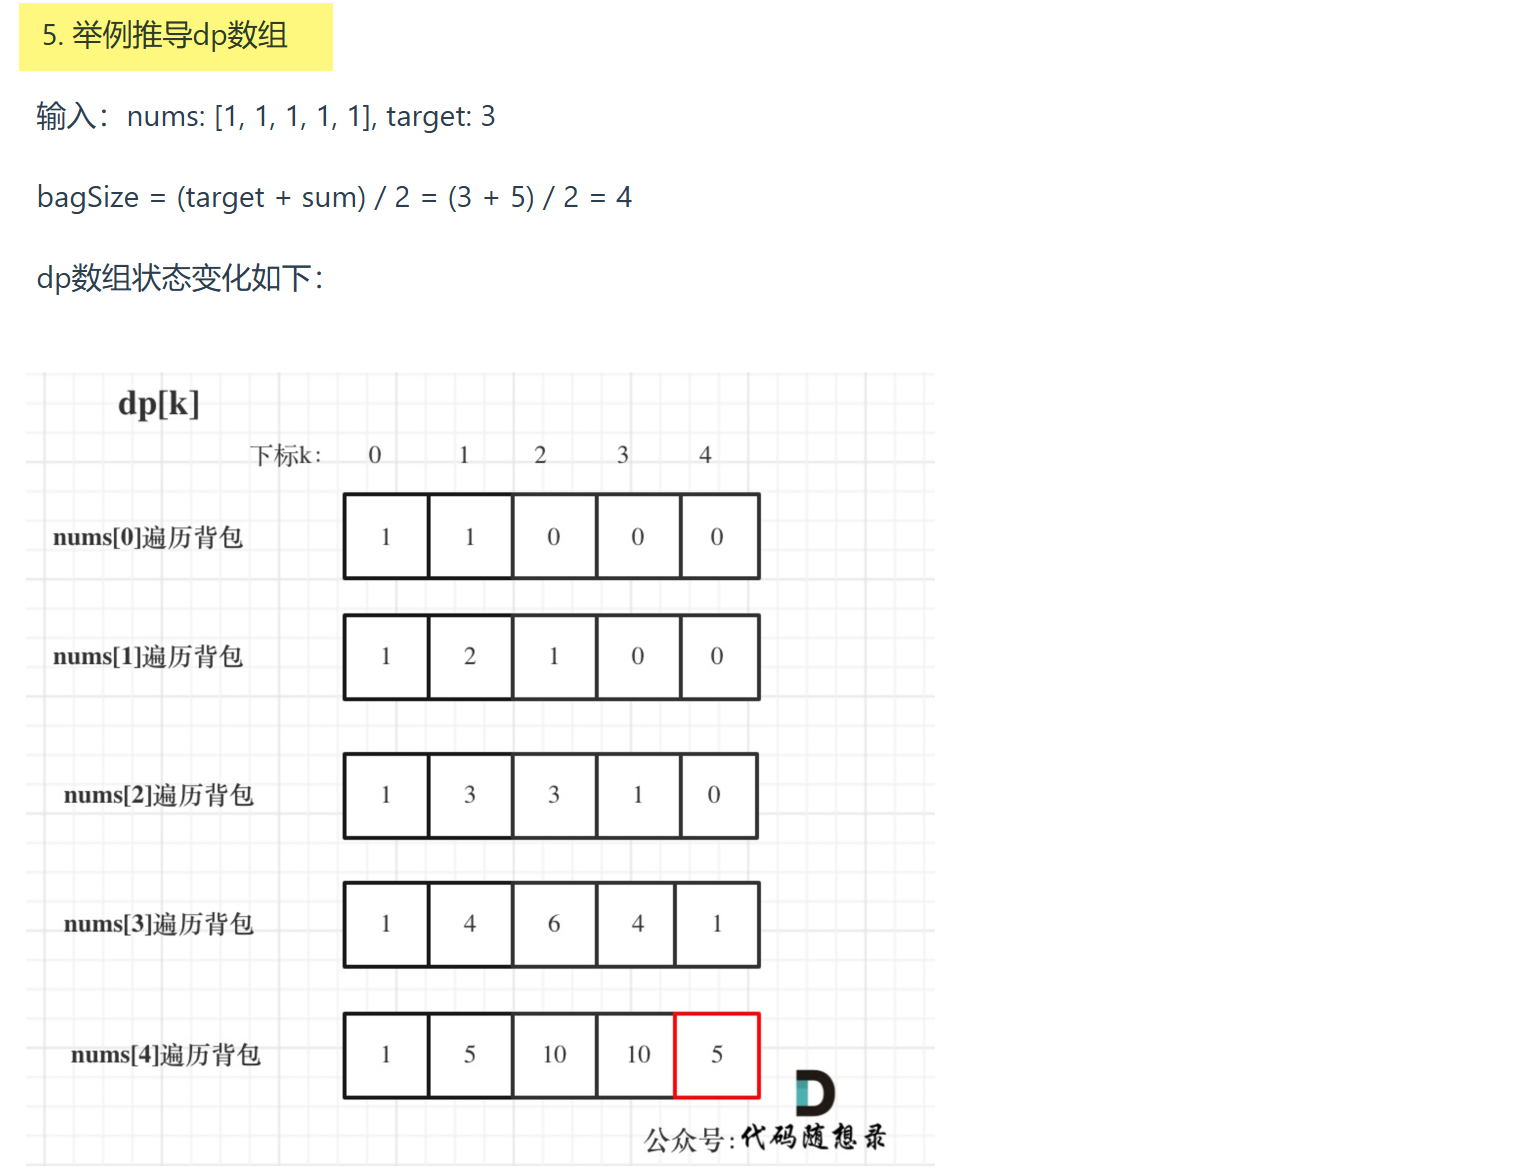 5. 举例推导dp数组
输入：nums: [1, 1, 1, 1, 1], target: 3
bagSize = (target + sum) / 2 = (3 + 5) / 2 = 4
dp数组状态变化如下：
dp[k]
下标k: 0 1 2 3 4
nums[0]遍历背包 1 1 0 0 0
nums[1]遍历背包 1 2 1 0 0
nums[2]遍历背包 1 3 3 1 0
nums[3]遍历背包 1 4 6 4 1
nums[4]遍历背包 1 5 10 10 5
公众号:代码随想录